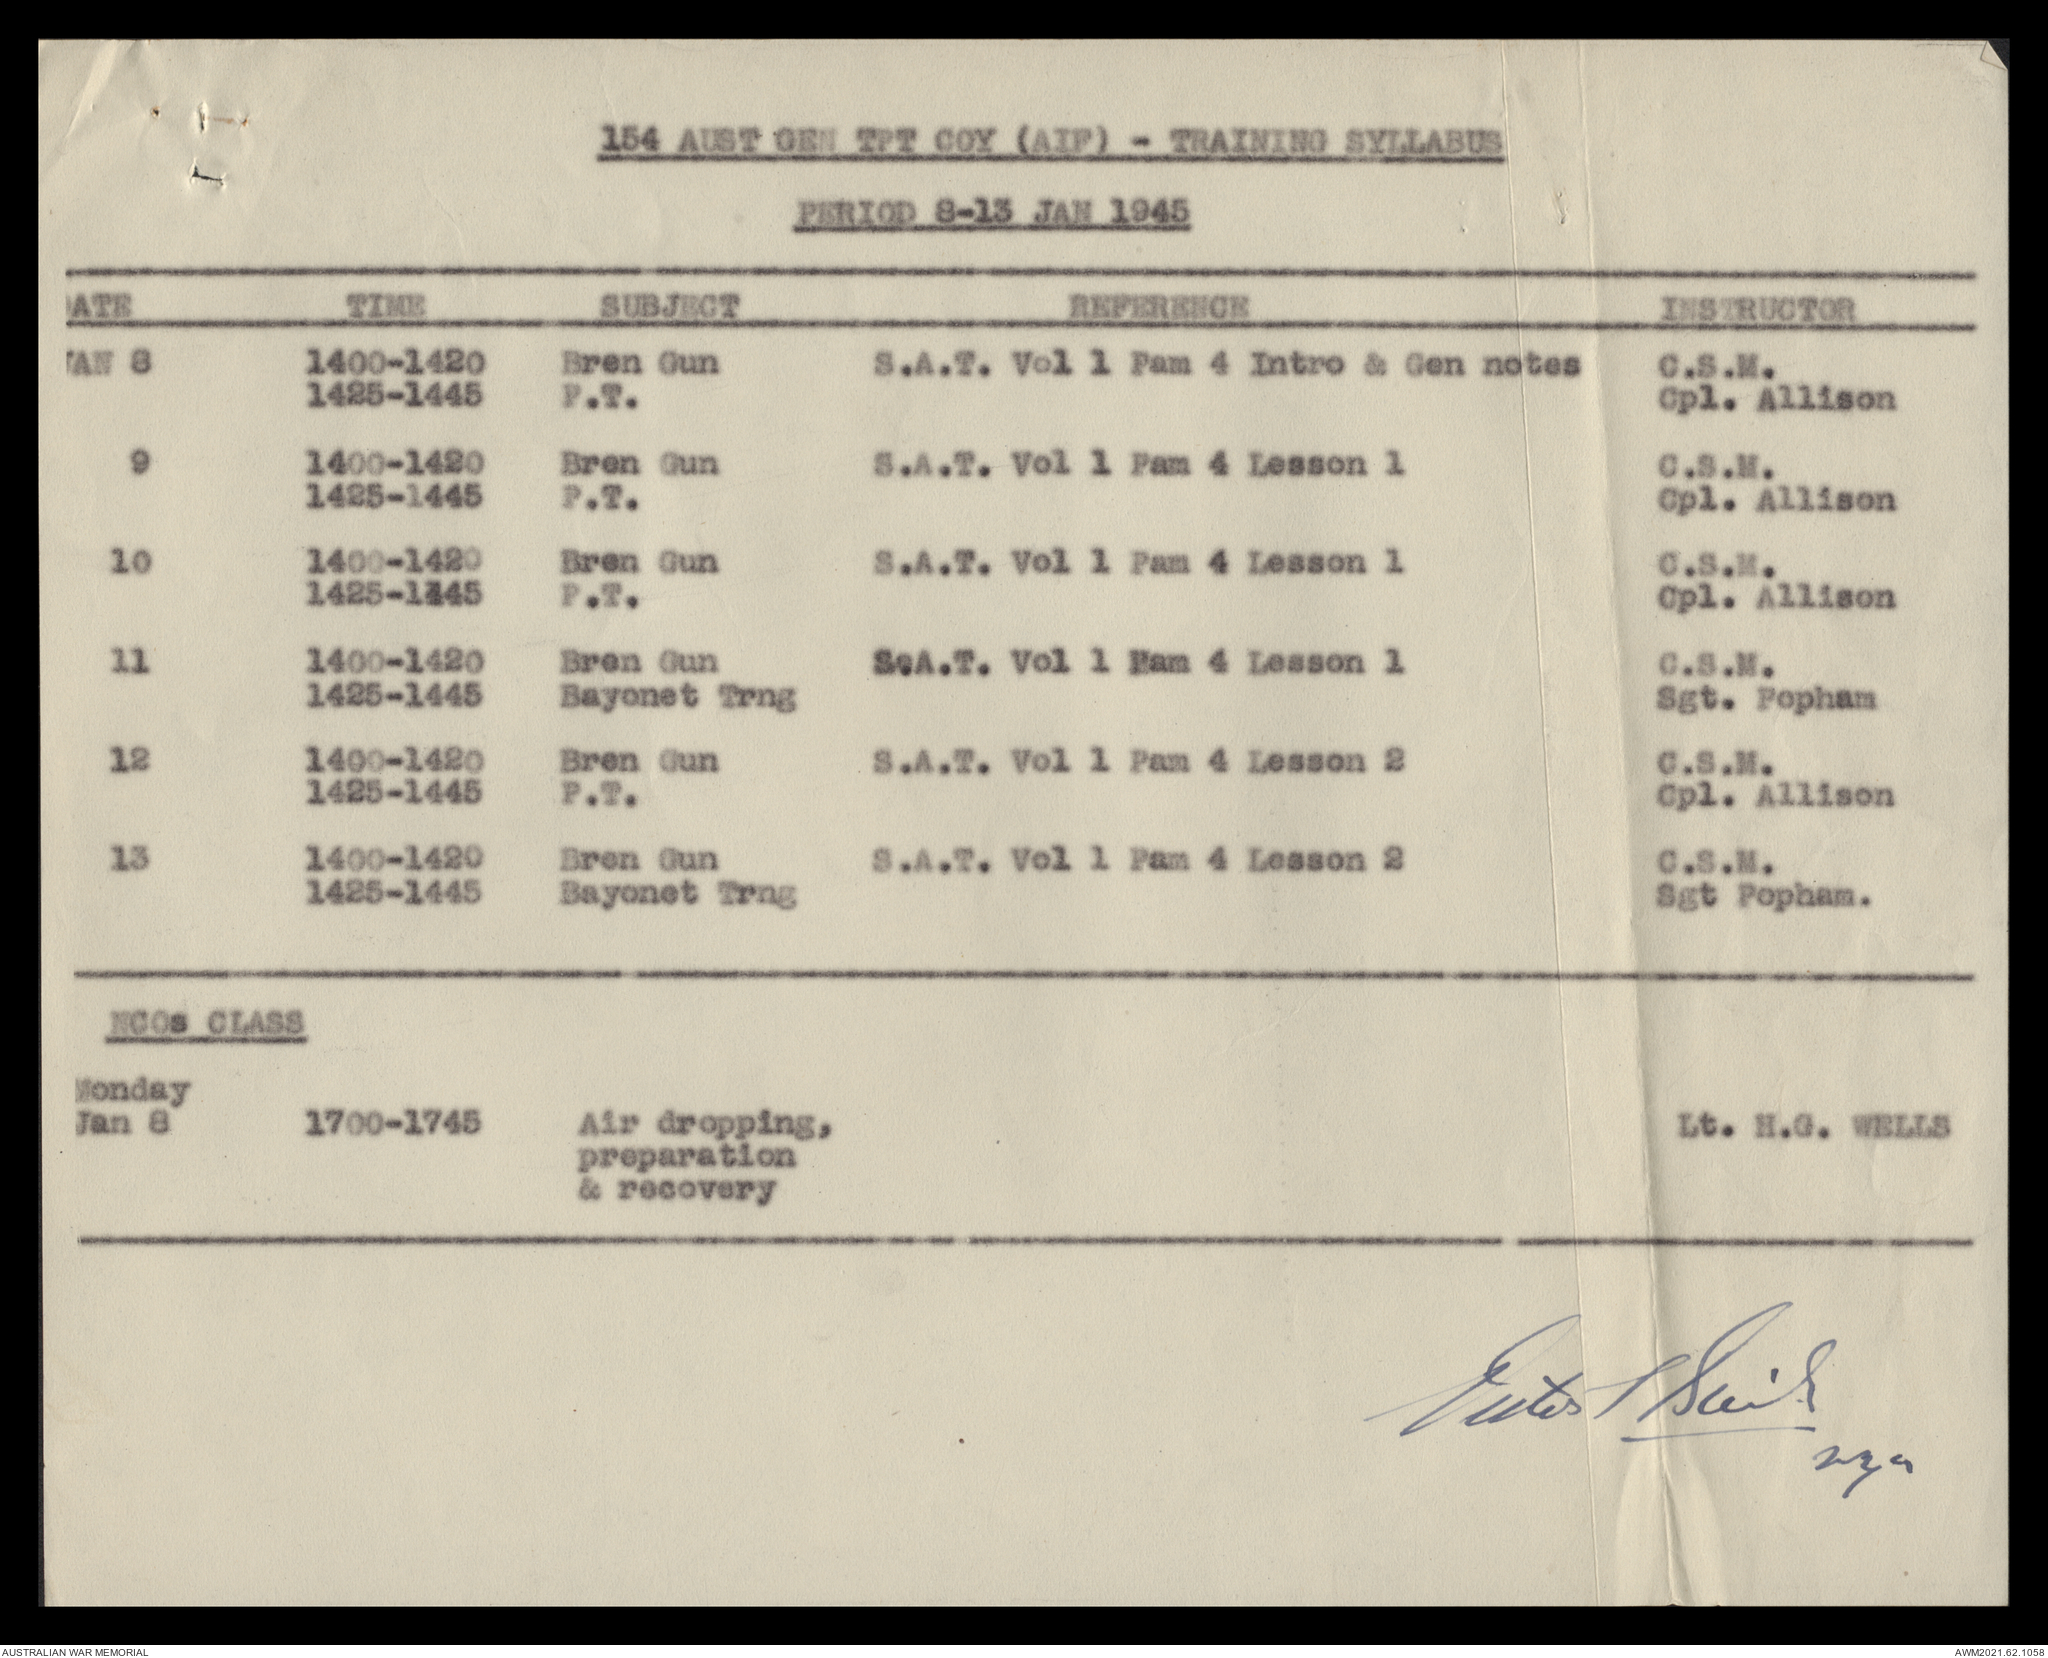 154 AUST GEN TPT COY (AIF) - TRAINING SYLLABUS
PERIOD 8-13 JAN 1945
DATE TIME SUBJECT REFERENCE INSTRUCTOR
JAN 8 1400-1420 Bren Gun S.A.T. Vol 1 Pam 4 Intro & Gen notes C.S.M.
1425-1445 P.T. Cpl. Allison
9 1400-1420 Bren Gun S.A.T. Vol 1 Pam 4 Lesson 1 C.S.M.
1425-1445 P.T. Cpl. Allison
10 1400-1420 Bren Gun S.A.T. Vol 1 Pam 4 Lesson 1 C.S.M.
1425-1445 P.T. Cpl. Allison
11 1400-1420 Bren Gun S.A.T. Vol 1 Pam 4 Lesson 1 C.S.M.
1425-1445 Bayonet Trng Sgt. Popham
12 1400-1420 Bren Gun S.A.T. Vol 1 Pam 4 Lesson 2 C.S.M.
1425-1445 P.T. Cpl. Allison
13 1400-1420 Bren Gun S.A.T. Vol 1 Pam 4 Lesson 2 C.S.M.
1425-1445 Bayonet Trng Sgt Popham.
NCOs CLASS
Monday
Jan 8 1700-1745 Air dropping, Lt. H.G. WELLS
preparation
& recovery
AUSTRALIAN WAR MEMORIAL AWM2021.62.1058